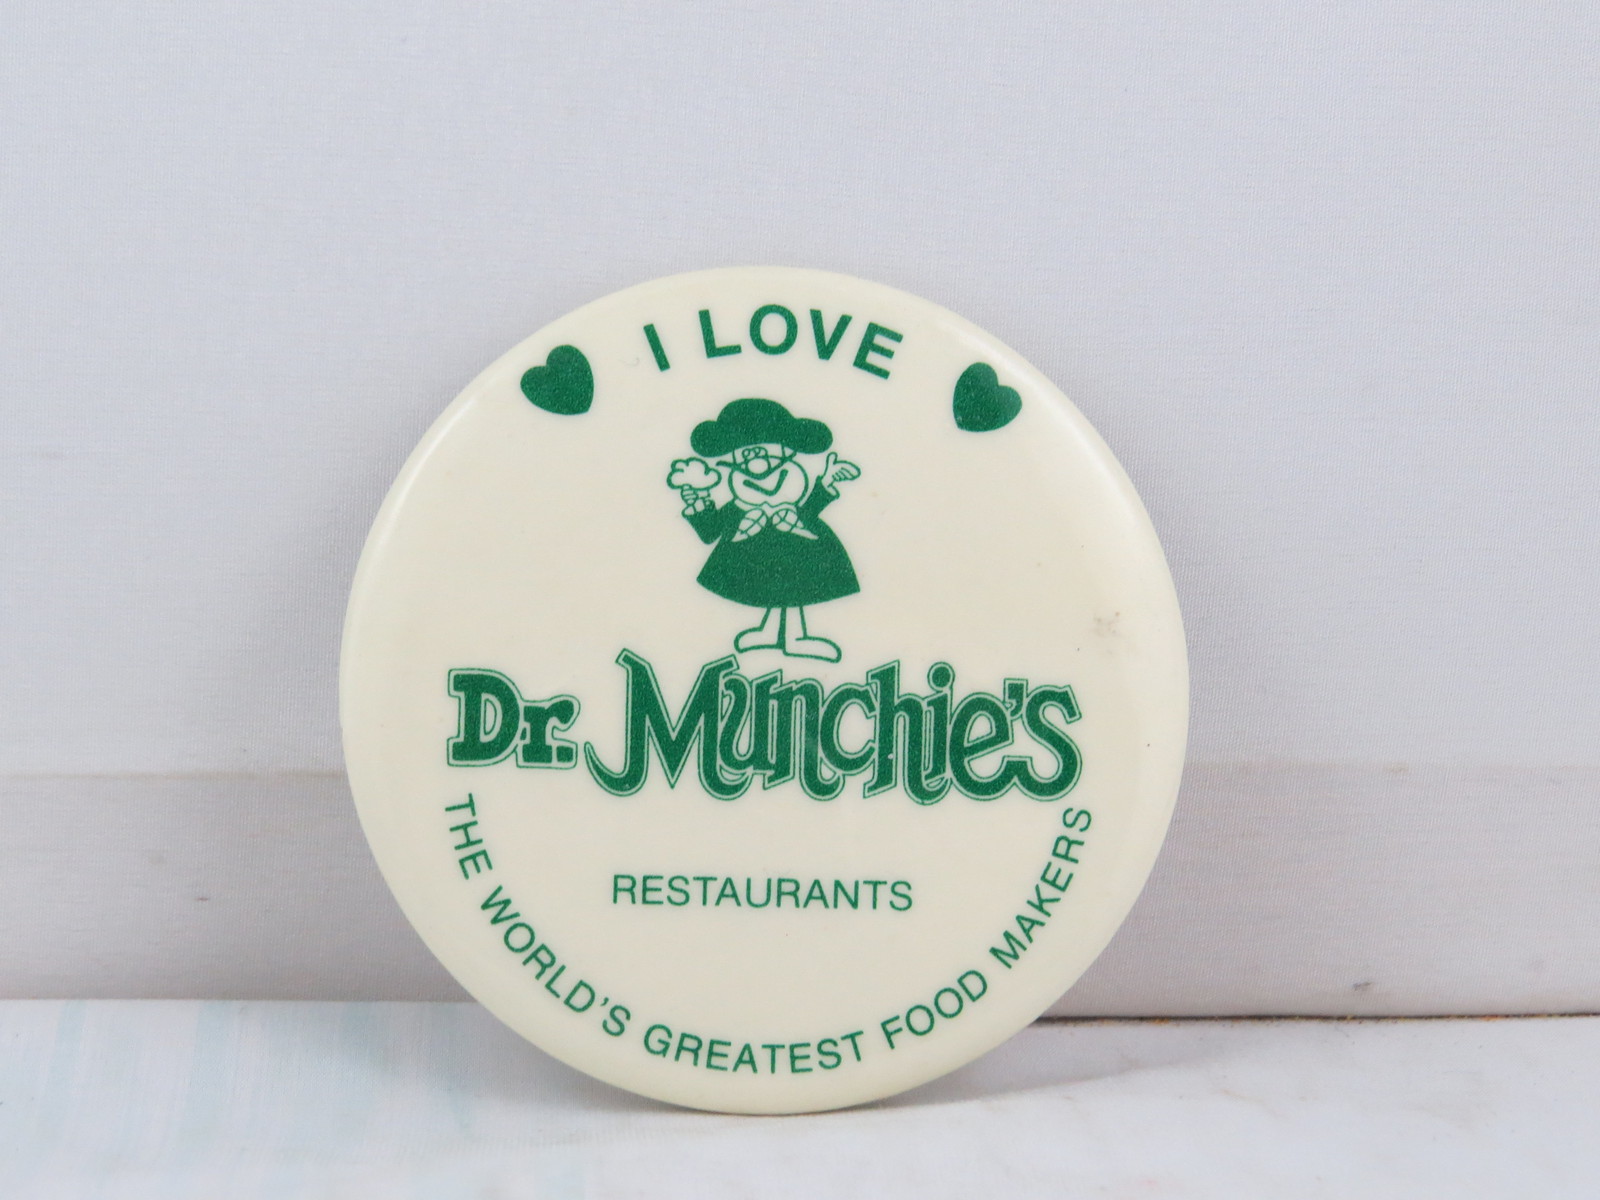 I LOVE
Dr. Munchie's
RESTAURANTS
THE WORLD'S GREATEST FOOD MAKERS